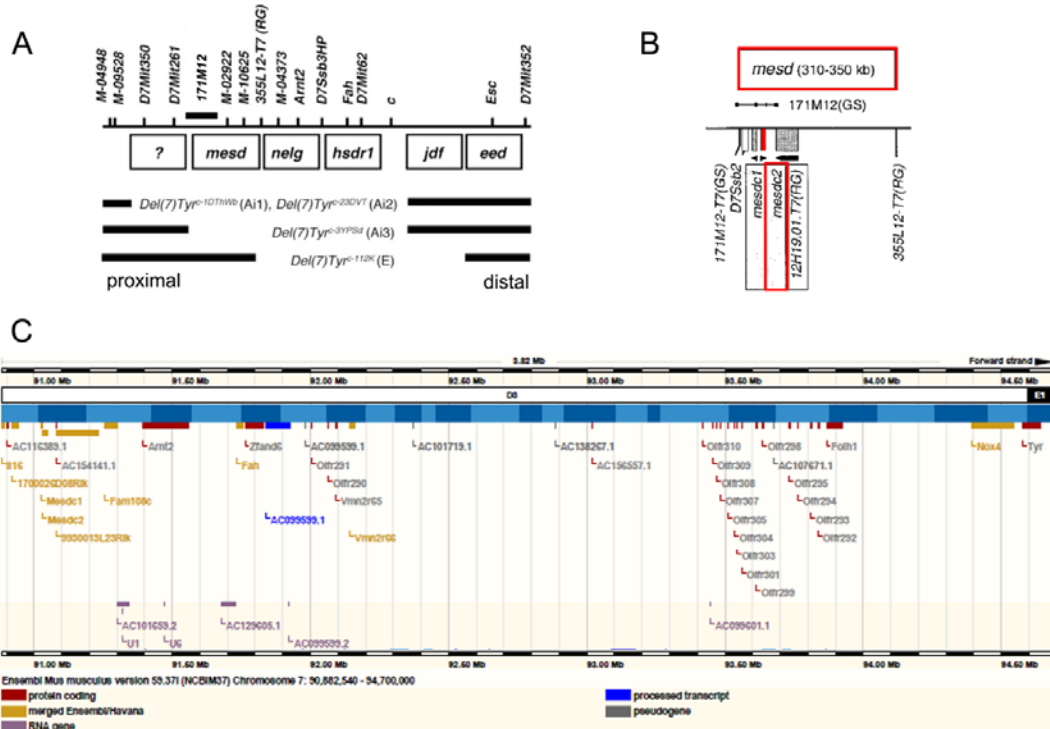 A
M-04948
M-09528
D7Mit350
D7Mit261
171M12
M-02922
M-10625
355L12-T7 (RG)
M-04373
Arnt2
D7Ssb3HP
Fah
D7Mit62
c
Esc
D7Mit352
? mesd nelg hsdr1 jdf eed
Del(7)Tyr^c-1DThWb (Ai1), Del(7)Tyr^c-23DVT (Ai2)
Del(7)Tyr^c-3YPSd (Ai3)
Del(7)Tyr^c-112K (E)
proximal distal
B
mesd (310-350 kb)
171M12(GS)
171M12-T7(GS)
D7Ssb2
mesdc1
mesdc2
12H19.01.T7(RG)
355L12-T7(RG)
C
3.82 Mb Forward strand
91.00 Mb 91.50 Mb 92.00 Mb 92.50 Mb 93.00 Mb 93.50 Mb 94.00 Mb 94.50 Mb
E1
AC116389.1 Arnt2 Zfand6 AC099599.1 AC101719.1 AC138267.1 Olfr310 Olfr298 Folh1 Nox4 Tyr
Il16 AC154141.1 Fah Olfr291 AC156557.1 Olfr309 AC107671.1
1700026D08Rik Olfr290 Olfr308 Olfr295
Mesdc1 Fam108c Vmn2r65 Olfr307 Olfr294
Mesdc2 AC099599.1 Olfr305 Olfr293
9930013L23Rik Vmn2r66 Olfr304 Olfr292
Olfr303
Olfr301
Olfr299
AC101659.2 AC129605.1 AC099601.1
U1 U6 AC099599.2
91.00 Mb 91.50 Mb 92.00 Mb 92.50 Mb 93.00 Mb 93.50 Mb 94.00 Mb 94.50 Mb
Ensembl Mus musculus version 59.37l (NCBIM37) Chromosome 7: 90,882,540 - 94,700,000
protein coding processed transcript
merged Ensembl/Havana pseudogene
RNA gene